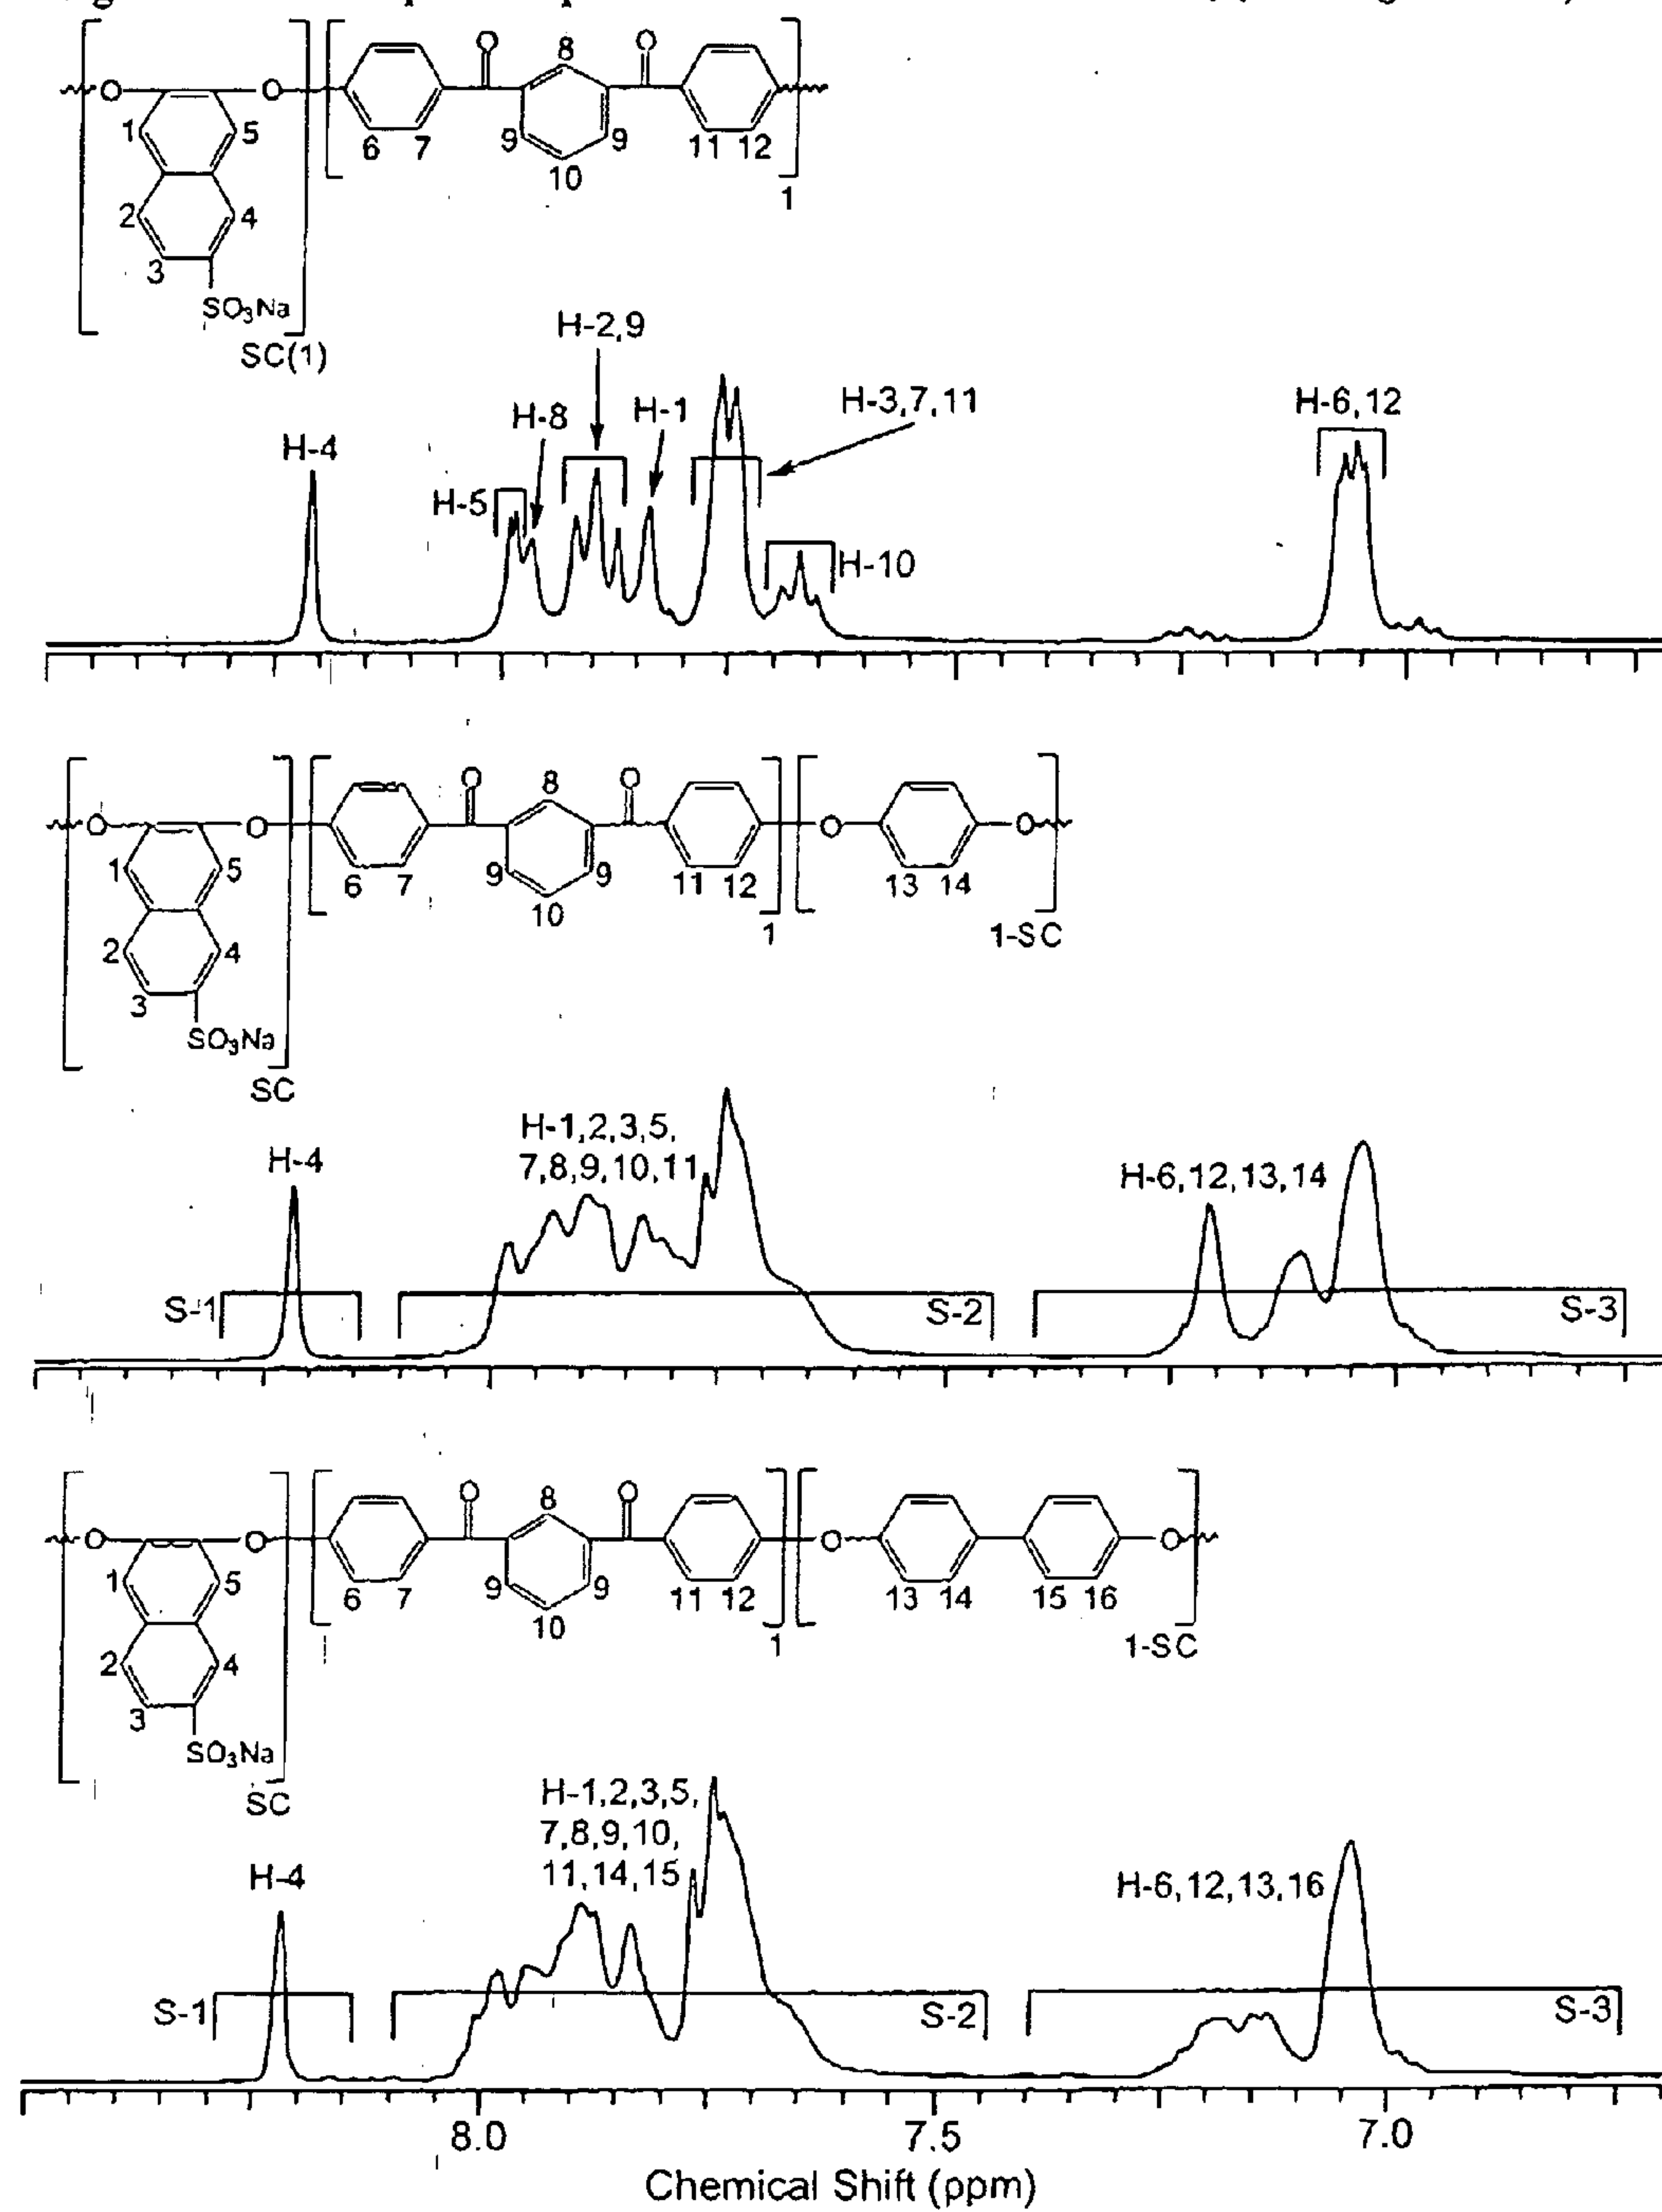 O O O O
8
1 5 6 7 9 9 11 12
10
1
2 4
3
SO3Na
SC(1)
H-2,9
H-8 H-1 H-3,7,11 H-6,12
H-4
H-5
H-10
O O O O O O
8
1 5 6 7 9 9 11 12 13 14
10
1 1-SC
2 4
3
SO3Na
SC
H-1,2,3,5,
H-4 7,8,9,10,11 H-6,12,13,14
S-1 S-2 S-3
O O O O O O
8
1 5 6 7 9 9 11 12 13 14 15 16
10
1 1-SC
2 4
3
SO3Na
SC
H-1,2,3,5,
7,8,9,10,
H-4 11,14,15 H-6,12,13,16
S-1 S-2 S-3
8.0 7.5 7.0
Chemical Shift (ppm)